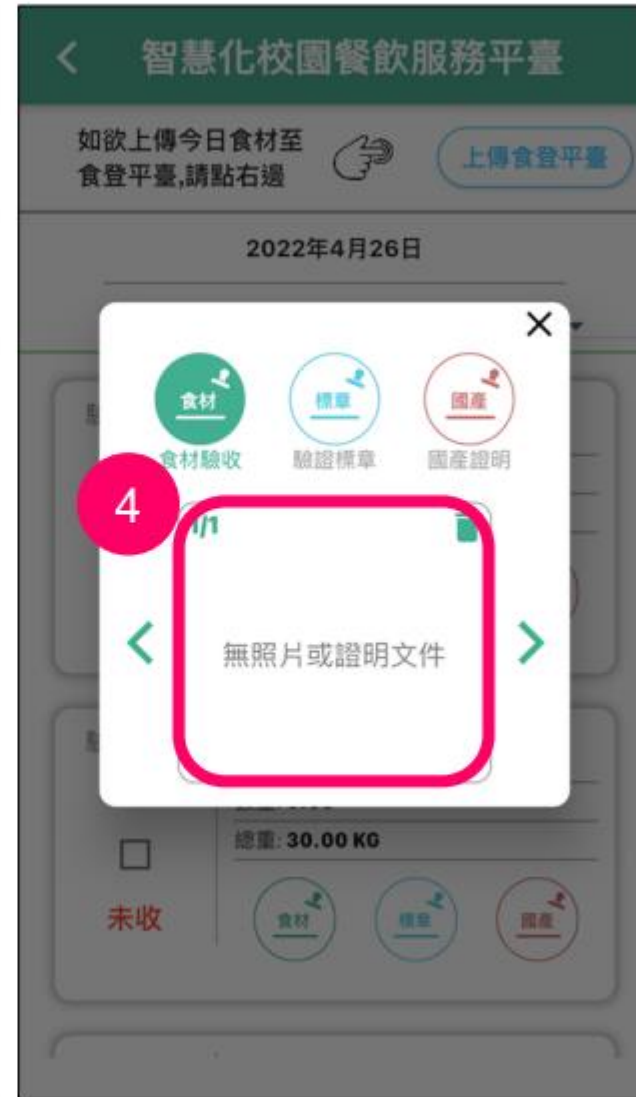 智慧化校園餐飲服務平臺
如欲上傳今日食材至
食登平臺,請點右邊
上傳食登平臺
2022年4月26日
食材
標章
國產
食材驗收
驗證標章
國產證明
4
1/1
無照片或證明文件
總重: 30.00 KG
未收
食材
標章
國產